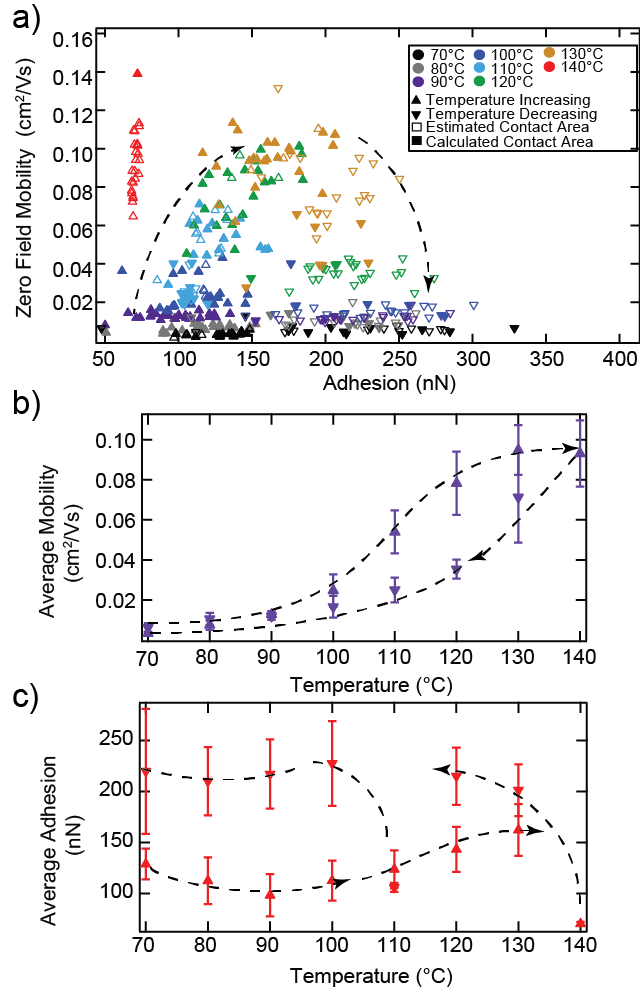 a)
Zero Field Mobility (cm²/Vs)
0.16
0.14
0.12
0.10
0.08
0.06
0.04
0.02
70°C 100°C 130°C
80°C 110°C 140°C
90°C 120°C
Temperature Increasing
Temperature Decreasing
Estimated Contact Area
Calculated Contact Area
50 100 150 200 250 300 350 400
Adhesion (nN)
b)
Average Mobility
(cm²/Vs)
0.10
0.08
0.06
0.04
0.02
70 80 90 100 110 120 130 140
Temperature (°C)
c)
Average Adhesion
(nN)
250
200
150
100
70 80 90 100 110 120 130 140
Temperature (°C)